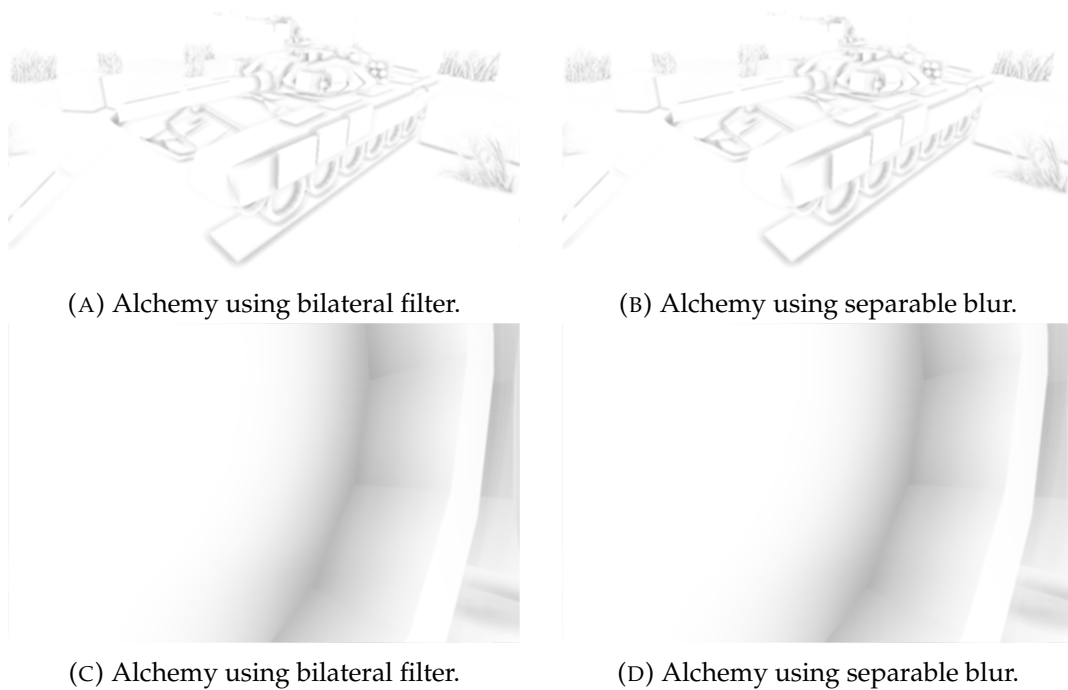 (A) Alchemy using bilateral filter.
(B) Alchemy using separable blur.
(C) Alchemy using bilateral filter.
(D) Alchemy using separable blur.